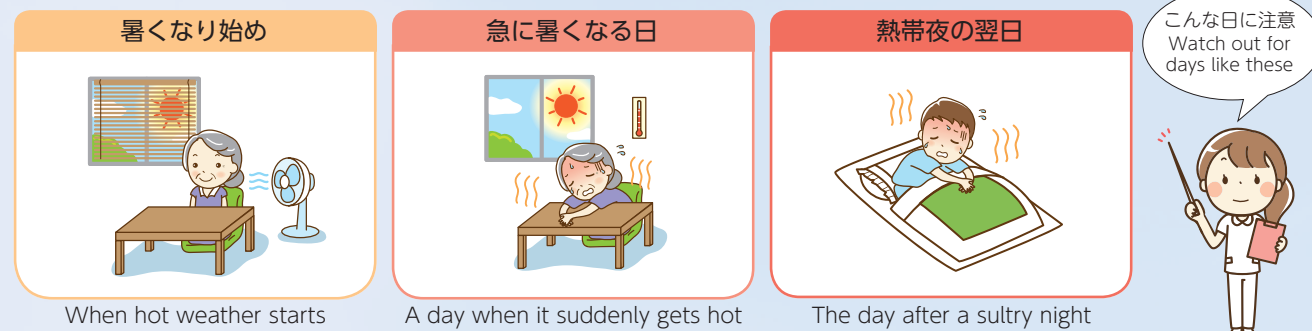 暑くなり始め
急に暑くなる日
熱帯夜の翌日
こんな日に注意
Watch out for
days like these
When hot weather starts
A day when it suddenly gets hot
The day after a sultry night